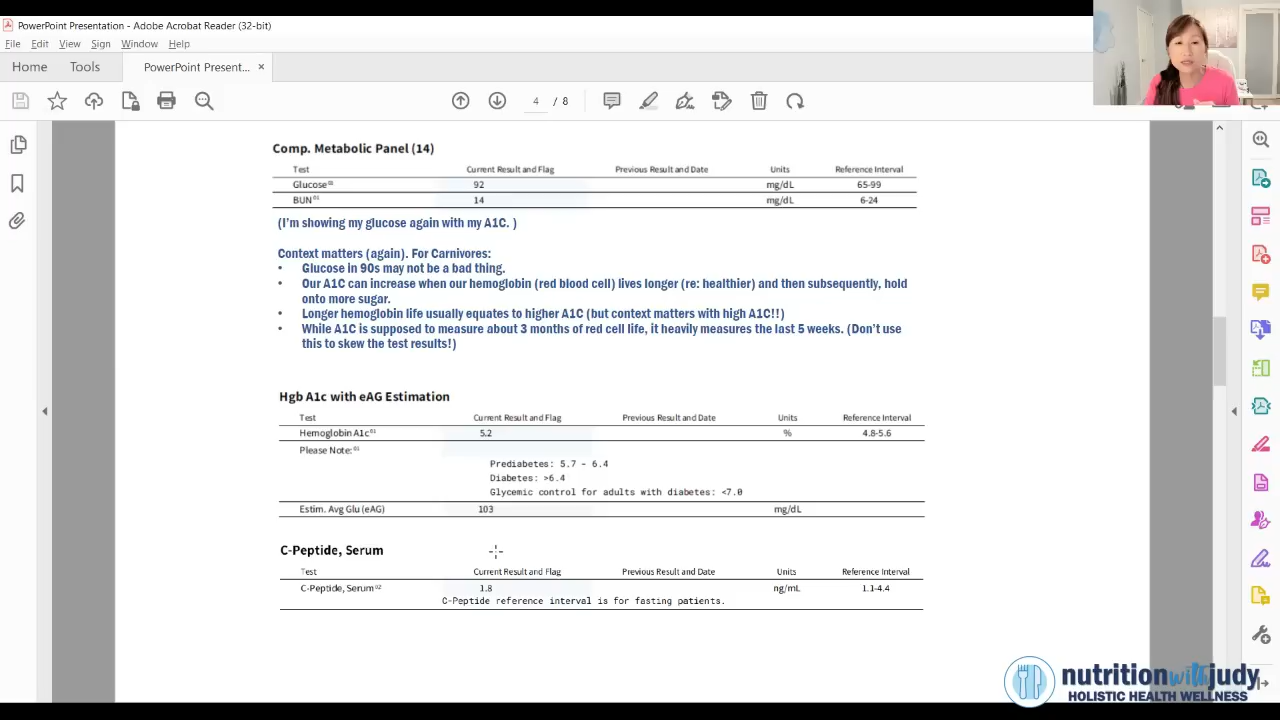 PowerPoint Presentation - Adobe Acrobat Reader (32-bit)
File Edit View Sign Window Help
Home Tools PowerPoint Present... ×
4 / 8
Comp. Metabolic Panel (14)
Test Current Result and Flag Previous Result and Date Units Reference Interval
Glucose 01 92 mg/dL 65-99
BUN 01 14 mg/dL 6-24
(I'm showing my glucose again with my A1C. )
Context matters (again). For Carnivores:
• Glucose in 90s may not be a bad thing.
• Our A1C can increase when our hemoglobin (red blood cell) lives longer (re: healthier) and then subsequently, hold
onto more sugar.
• Longer hemoglobin life usually equates to higher A1C (but context matters with high A1C!!)
• While A1C is supposed to measure about 3 months of red cell life, it heavily measures the last 5 weeks. (Don't use
this to skew the test results!)
Hgb A1c with eAG Estimation
Test Current Result and Flag Previous Result and Date Units Reference Interval
Hemoglobin A1c 01 5.2 % 4.8-5.6
Please Note: 01
Prediabetes: 5.7 - 6.4
Diabetes: >6.4
Glycemic control for adults with diabetes: <7.0
Estim. Avg Glu (eAG) 103 mg/dL
C-Peptide, Serum
Test Current Result and Flag Previous Result and Date Units Reference Interval
C-Peptide, Serum 02 1.8 ng/mL 1.1-4.4
C-Peptide reference interval is for fasting patients.
nutrition with judy
HOLISTIC HEALTH WELLNESS